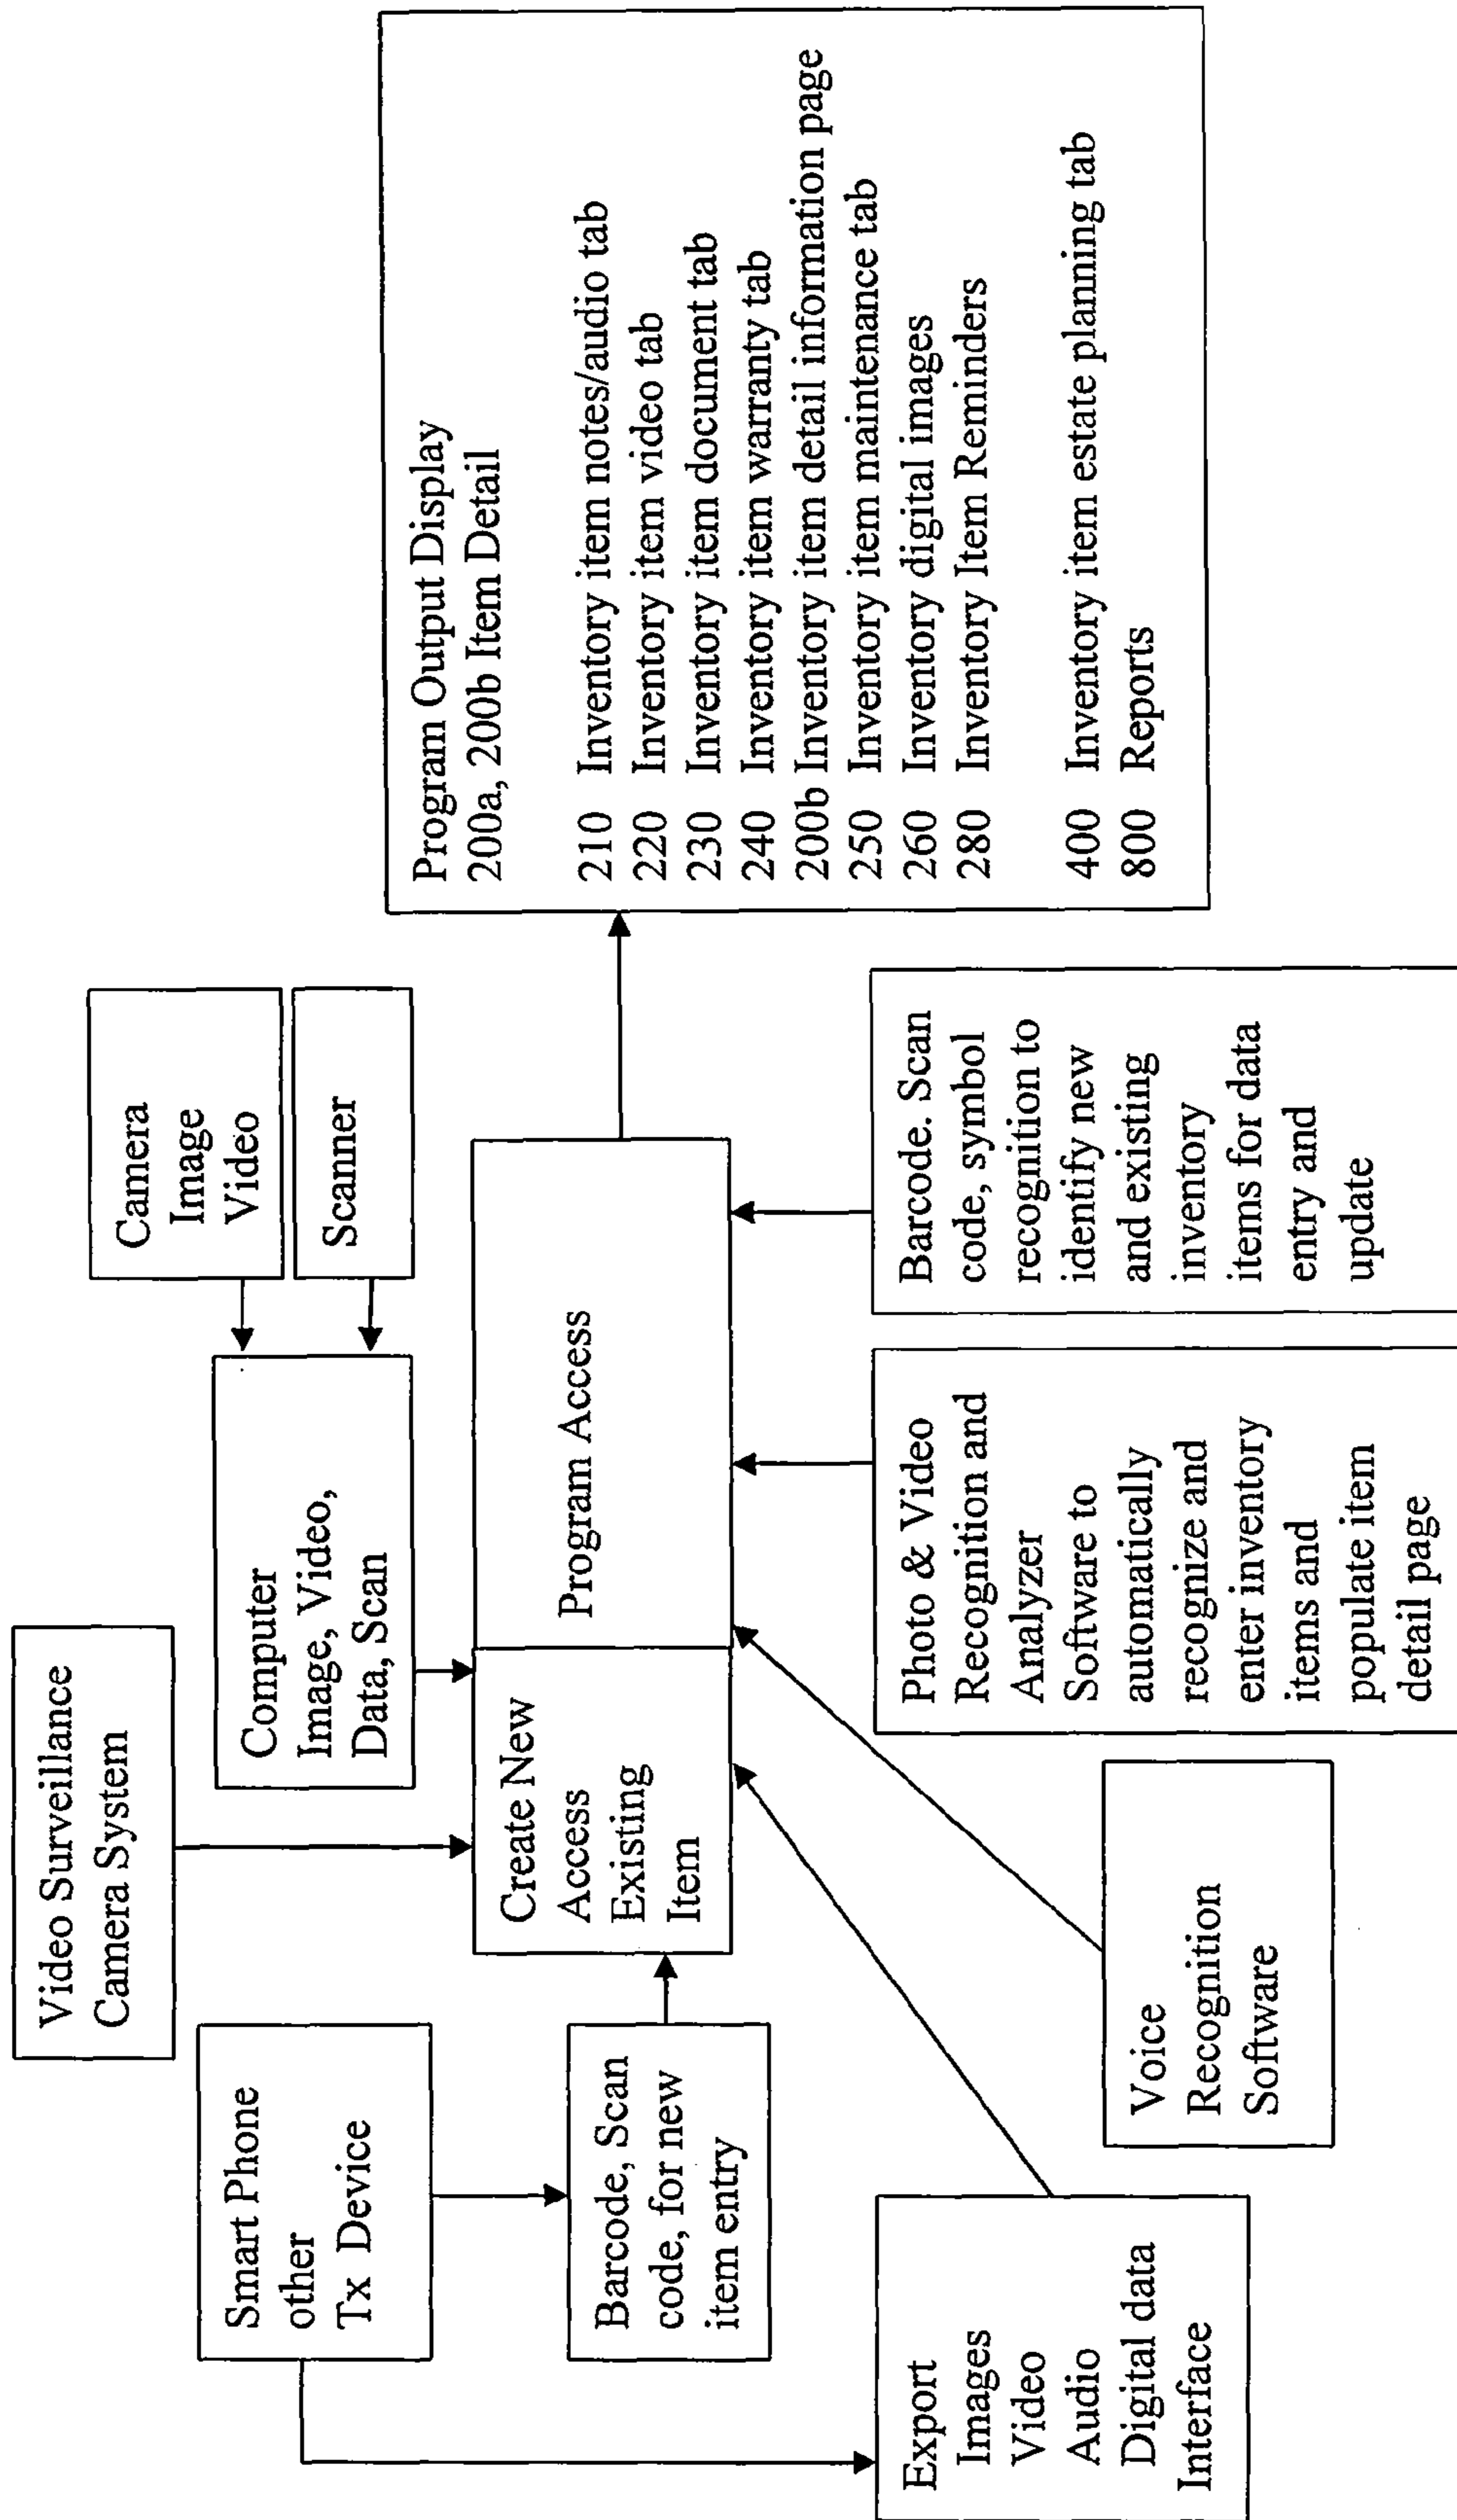 Video Surveillance
Camera System
Camera
Image
Video
Scanner
Smart Phone
other
Tx Device
Computer
Image, Video,
Data, Scan
Barcode, Scan
code, for new
item entry
Create New
Access
Existing
Item
Program Access
Program Output Display
200a, 200b Item Detail
210 Inventory item notes/audio tab
220 Inventory item video tab
230 Inventory item document tab
240 Inventory item warranty tab
200b Inventory item detail information page
250 Inventory item maintenance tab
260 Inventory digital images
280 Inventory Item Reminders
400 Inventory item estate planning tab
800 Reports
Export
Images
Video
Audio
Digital data
Interface
Voice
Recognition
Software
Photo & Video
Recognition and
Analyzer
Software to
automatically
recognize and
enter inventory
items and
populate item
detail page
Barcode. Scan
code, symbol
recognition to
identify new
and existing
inventory
items for data
entry and
update